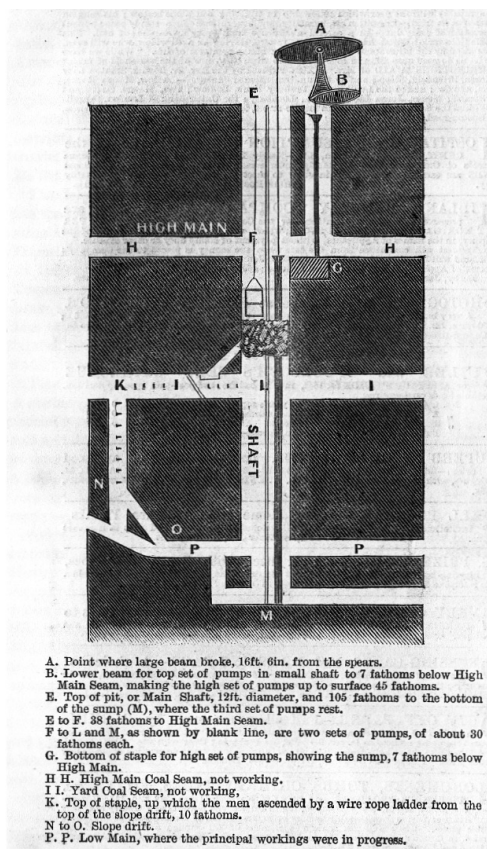 A
B
E
HIGH MAIN
F
H
H
G
K
I
L
I
SHAFT
N
O
P
P
M
A. Point where large beam broke, 16ft. 6in. from the spears.
B. Lower beam for top set of pumps in small shaft to 7 fathoms below High
Main Seam, making the high set of pumps up to surface 45 fathoms.
E. Top of pit, or Main Shaft, 12ft. diameter, and 105 fathoms to the bottom
of the sump (M), where the third set of pumps rest.
E to F. 38 fathoms to High Main Seam.
F to L and M, as shown by blank line, are two sets of pumps, of about 30
fathoms each.
G. Bottom of staple for high set of pumps, showing the sump, 7 fathoms below
High Main.
H H. High Main Coal Seam, not working.
I I. Yard Coal Seam, not working,
K. Top of staple, up which the men ascended by a wire rope ladder from the
top of the slope drift, 10 fathoms.
N to O. Slope drift.
P. P. Low Main, where the principal workings were in progress.